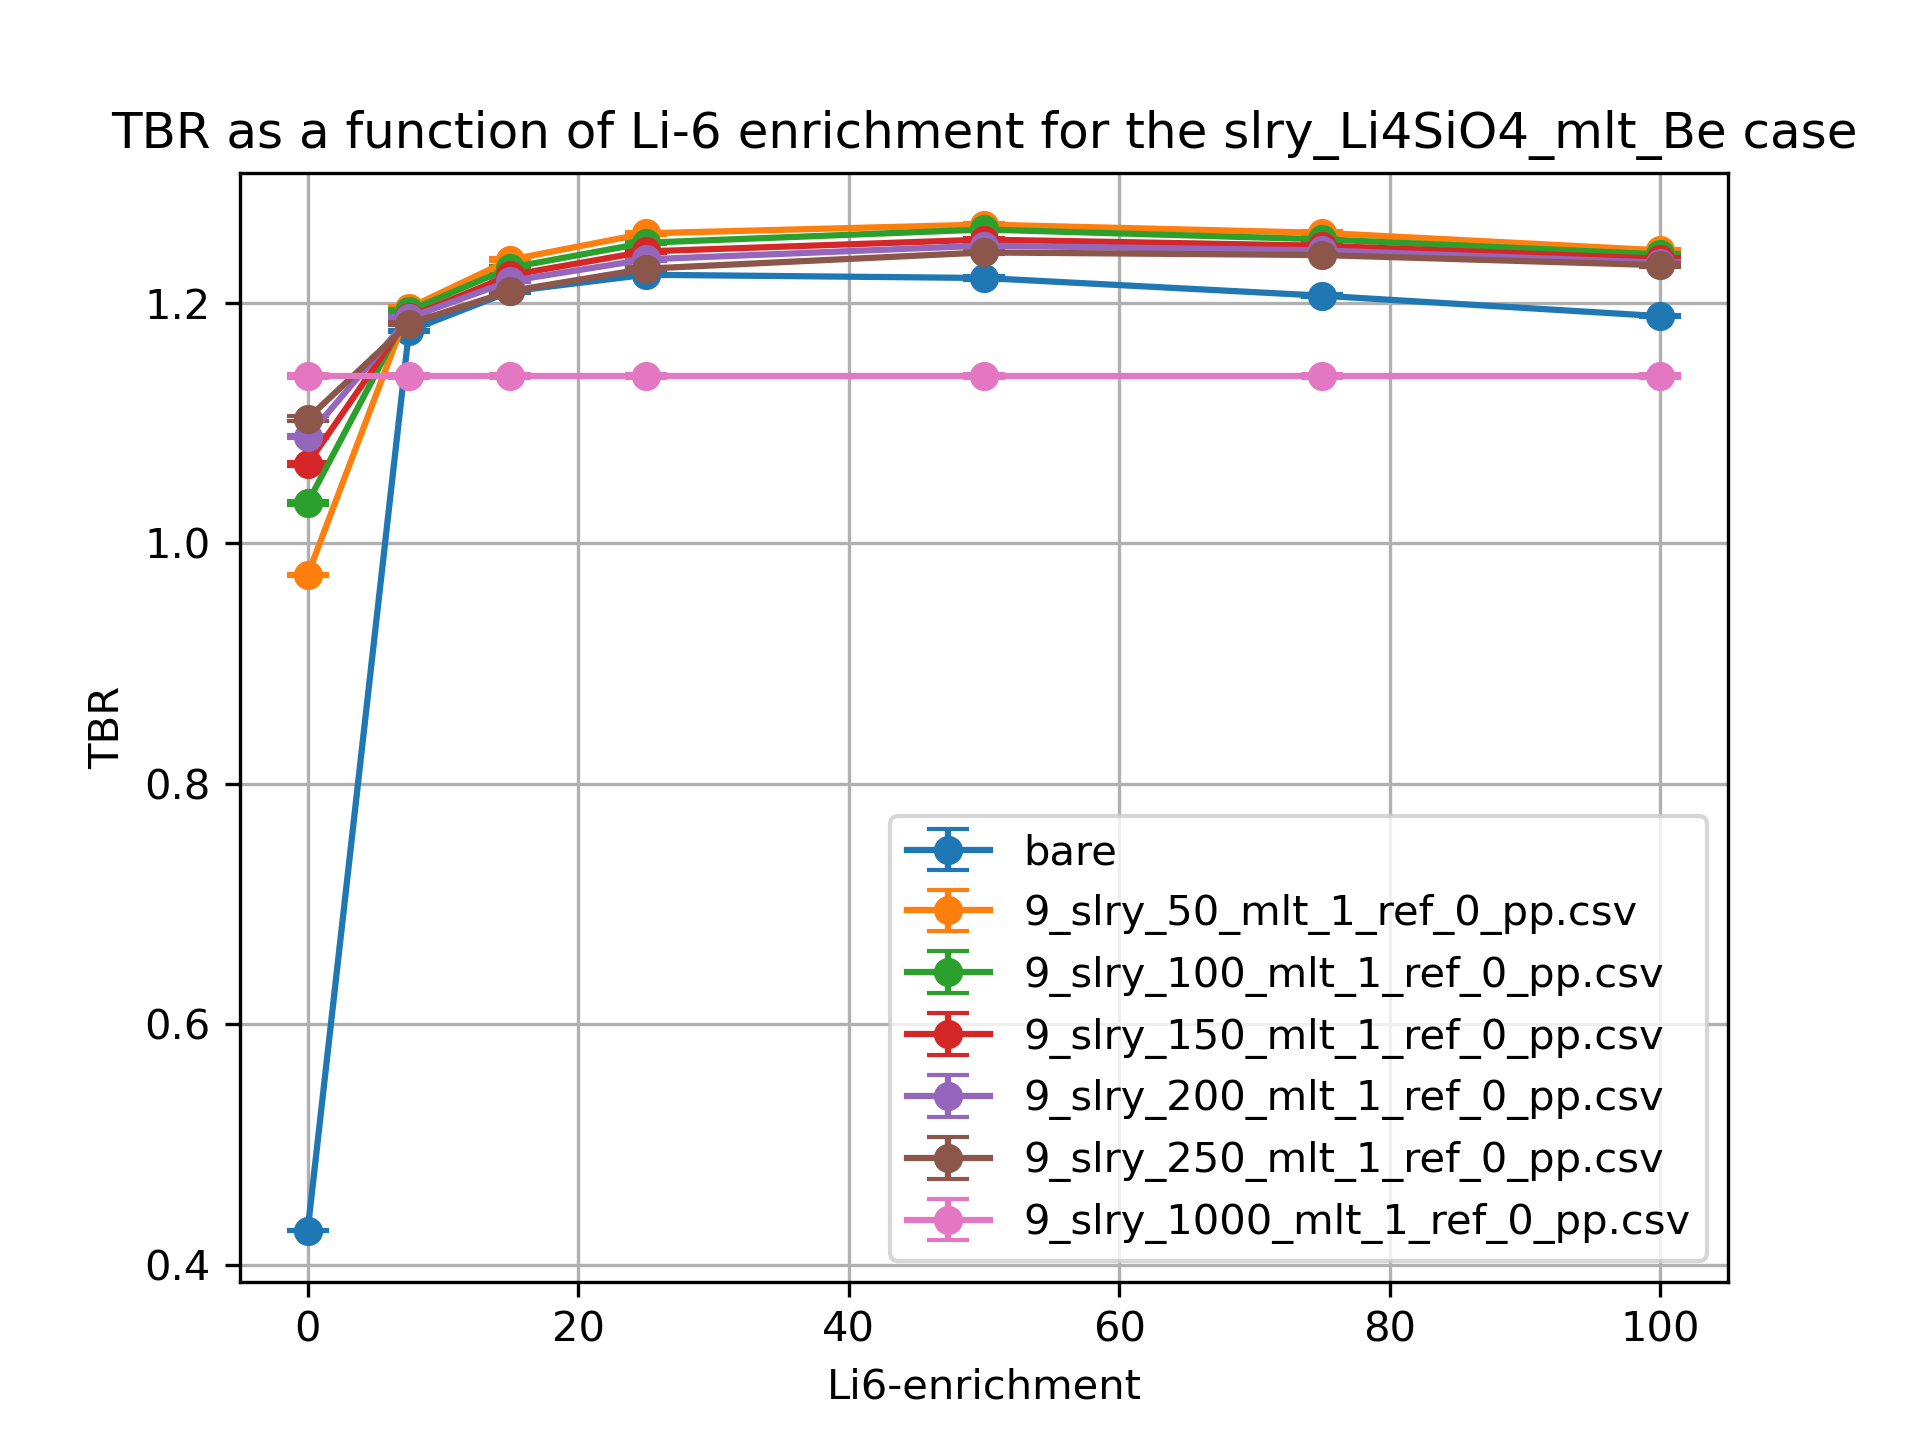 TBR as a function of Li-6 enrichment for the slry_Li4SiO4_mlt_Be case
TBR
1.2
1.0
0.8
0.6
0.4
bare
9_slry_50_mlt_1_ref_0_pp.csv
9_slry_100_mlt_1_ref_0_pp.csv
9_slry_150_mlt_1_ref_0_pp.csv
9_slry_200_mlt_1_ref_0_pp.csv
9_slry_250_mlt_1_ref_0_pp.csv
9_slry_1000_mlt_1_ref_0_pp.csv
0 20 40 60 80 100
Li6-enrichment